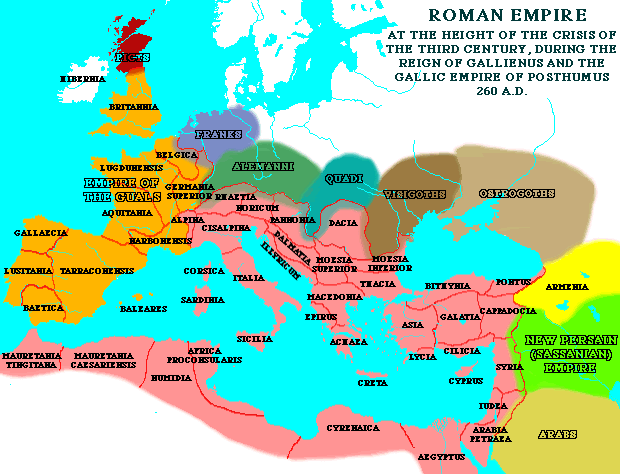 ROMAN EMPIRE
AT THE HEIGHT OF THE CRISIS OF
THE THIRD CENTURY, DURING THE
REIGN OF GALLIENUS AND THE
GALLIC EMPIRE OF POSTHUMUS
260 A.D.
PICTS
HIBERNIA
BRITANNIA
FRANKS
BELGICA
ALEMANNI
LUGDUNENSIS
QUADI
EMPIRE OF
THE GUALS
GERMANIA
SUPERIOR
RHAETIA
VISIGOTHS
OSTROGOTHS
NORICUM
AQUITANIA
ALPINA
PANNONIA
DACIA
GALLAECIA
CISALPINA
NARBONENSIS
DALMATIA
ILLYRICUM
MOESIA
SUPERIOR
MOESIA
INFERIOR
LUSITANIA
TARRACONENSIS
CORSICA
ITALIA
THACIA
BITHYNIA
PONTUS
ARMENIA
BAETICA
BALEARES
SARDINIA
MACEDONIA
EPIRUS
ASIA
GALATIA
CAPPADOCIA
SICILIA
ACHAEA
LYCIA
CILICIA
NEW PERSAIN
(SASSANIAN)
EMPIRE
MAURETANIA
TINGITANA
MAURETANIA
CAESARIENSIS
AFRICA
PROCONSULARIS
NUMIDIA
CRETA
CYPRUS
SYRIA
IUDEA
CYRENAICA
ARABIA
PETRAEA
ARABS
AEGYPTUS